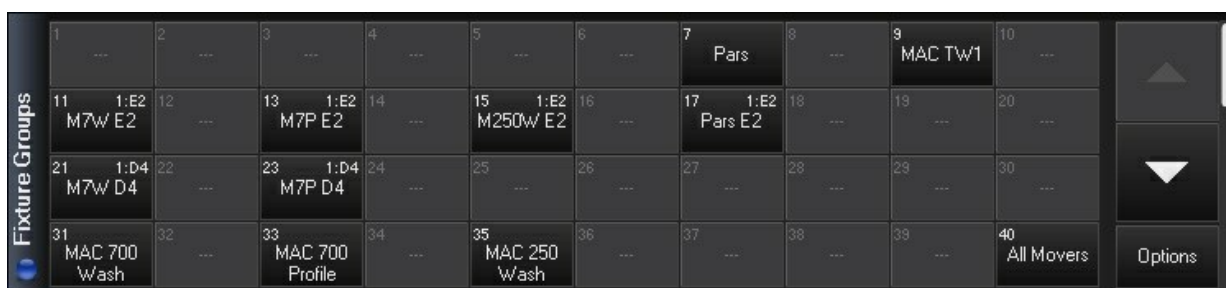 Fixture Groups
1 --- 2 --- 3 --- 4 --- 5 --- 6 --- 7 Pars 8 --- 9 MAC TW1 10 ---
11 1:E2 M7W E2 12 --- 13 1:E2 M7P E2 14 --- 15 1:E2 M250W E2 16 --- 17 1:E2 Pars E2 18 --- 19 --- 20 ---
21 1:D4 M7W D4 22 --- 23 1:D4 M7P D4 24 --- 25 --- 26 --- 27 --- 28 --- 29 --- 30 ---
31 MAC 700 Wash 32 --- 33 MAC 700 Profile 34 --- 35 MAC 250 Wash 36 --- 37 --- 38 --- 39 --- 40 All Movers
Options